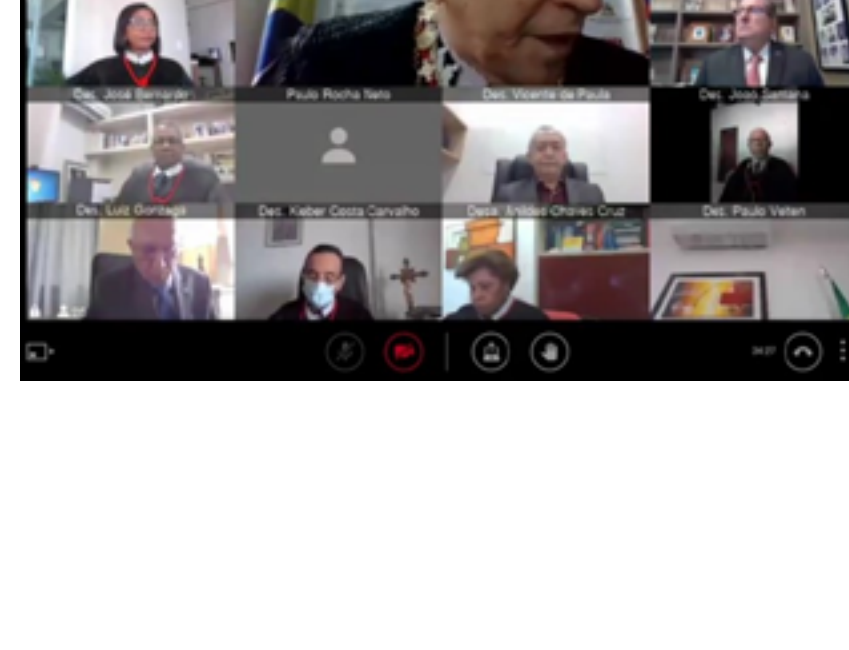 Des. José Bernardo Paulo Rocha Neto Des. Vicente de Paula Des. João Santana
Des. Luiz Gonzaga Des. Kleber Costa Carvalho Desa. Anildes Chaves Cruz Des. Paulo Velten